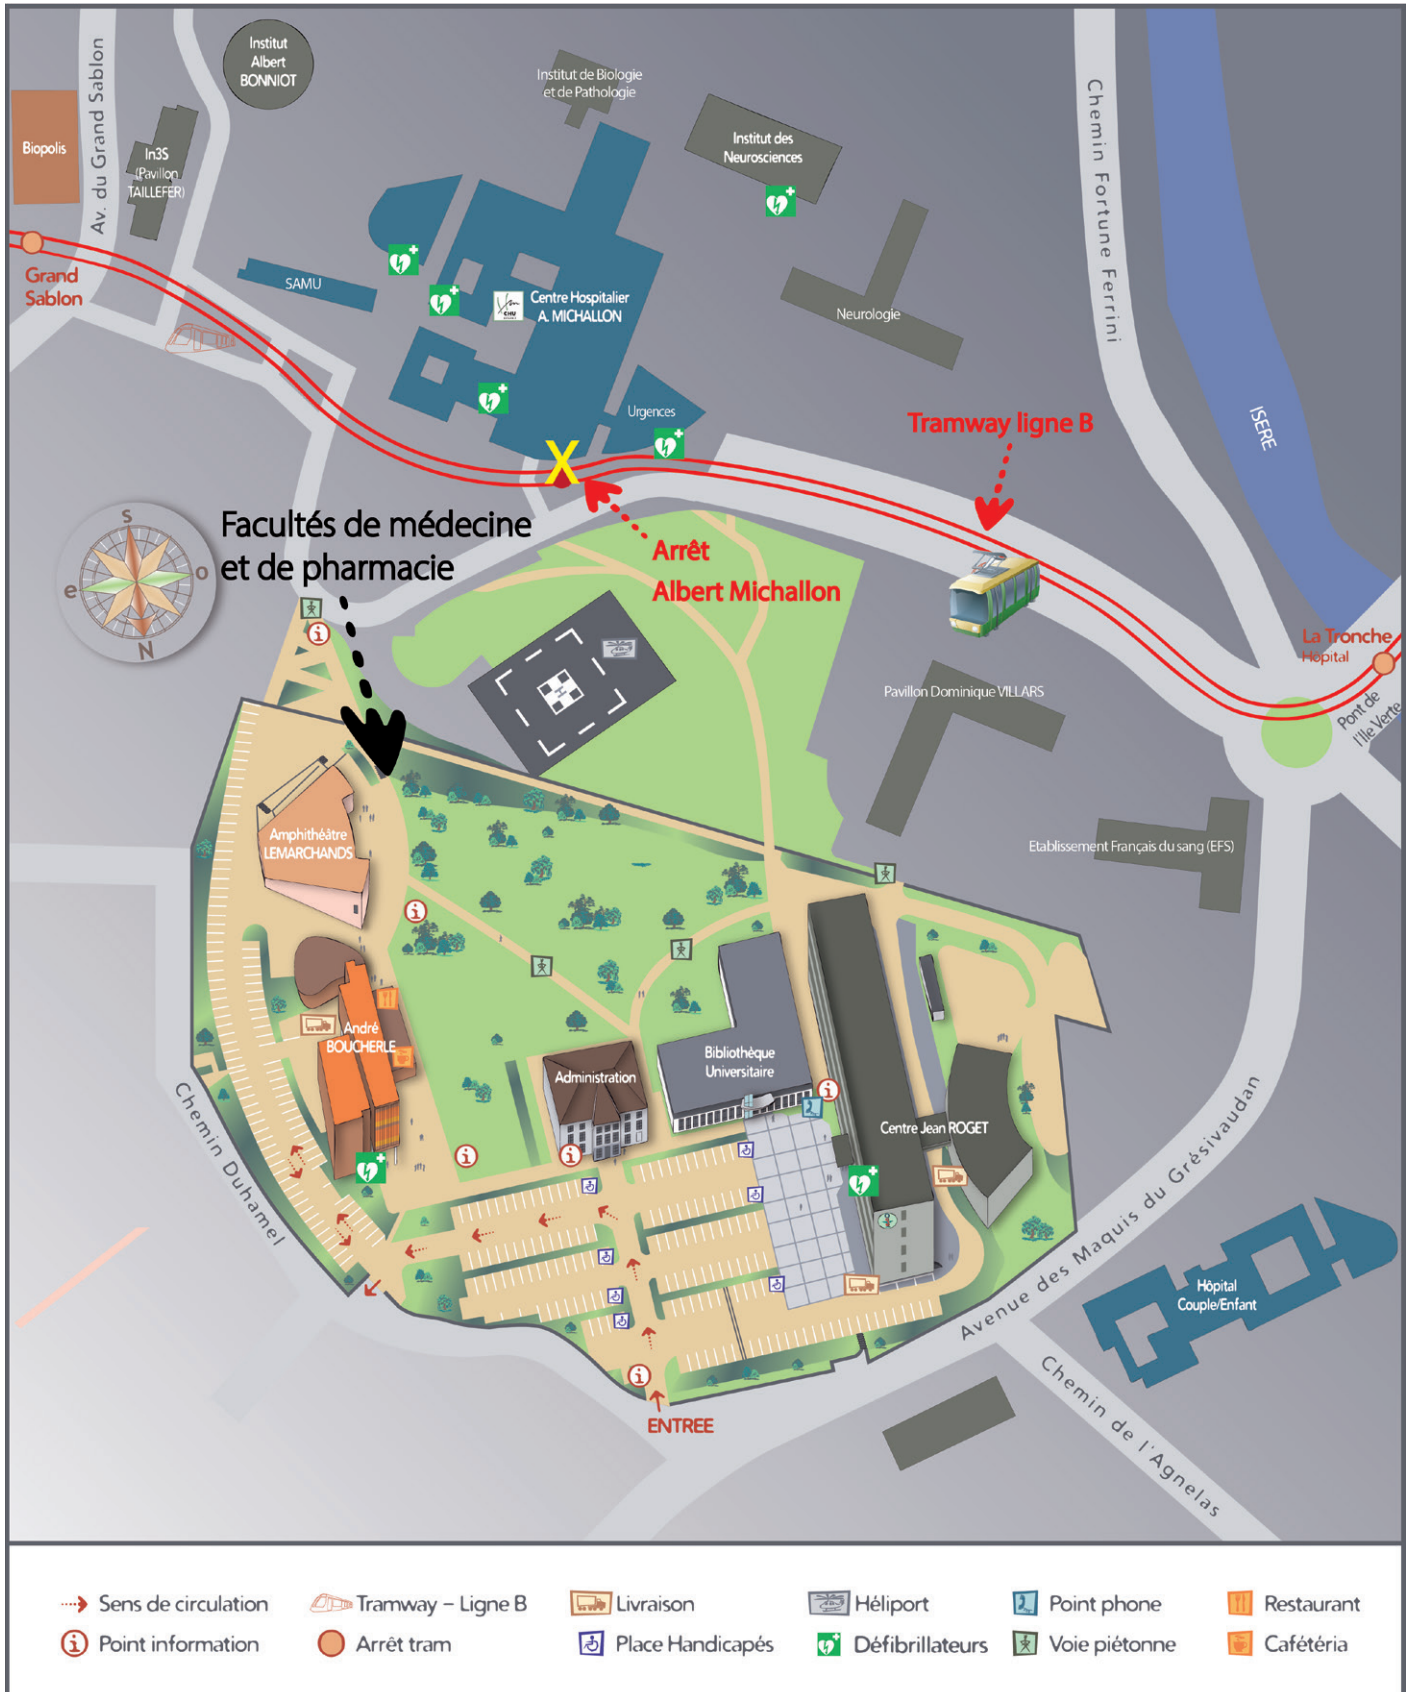 Institut
Albert
BONNIOT
Institut de Biologie
et de Pathologie
Institut des
Neurosciences
Biopolis
In3S
(Pavillon
TAILLEFER)
Av. du Grand Sablon
Chemin Fortune Ferrini
Grand
Sablon
SAMU
CHU
Centre Hospitalier
A. MICHALLON
Neurologie
ISERE
Urgences
Tramway ligne B
X
S
e
o
N
Facultés de médecine
et de pharmacie
Arrêt
Albert Michallon
La Tronche
Hôpital
Pont de
l'Ile Verte
H
Pavillon Dominique VILLARS
Amphithéâtre
LEMARCHANDS
Etablissement Français du sang (EFS)
André
BOUCHERLE
Administration
Bibliothèque
Universitaire
Centre Jean ROGET
Chemin Duhamel
Avenue des Maquis du Grésivaudan
Hôpital
Couple/Enfant
Chemin de l'Agnelas
ENTREE
Sens de circulation
Tramway – Ligne B
Livraison
Héliport
Point phone
Restaurant
Point information
Arrêt tram
Place Handicapés
Défibrillateurs
Voie piétonne
Cafétéria